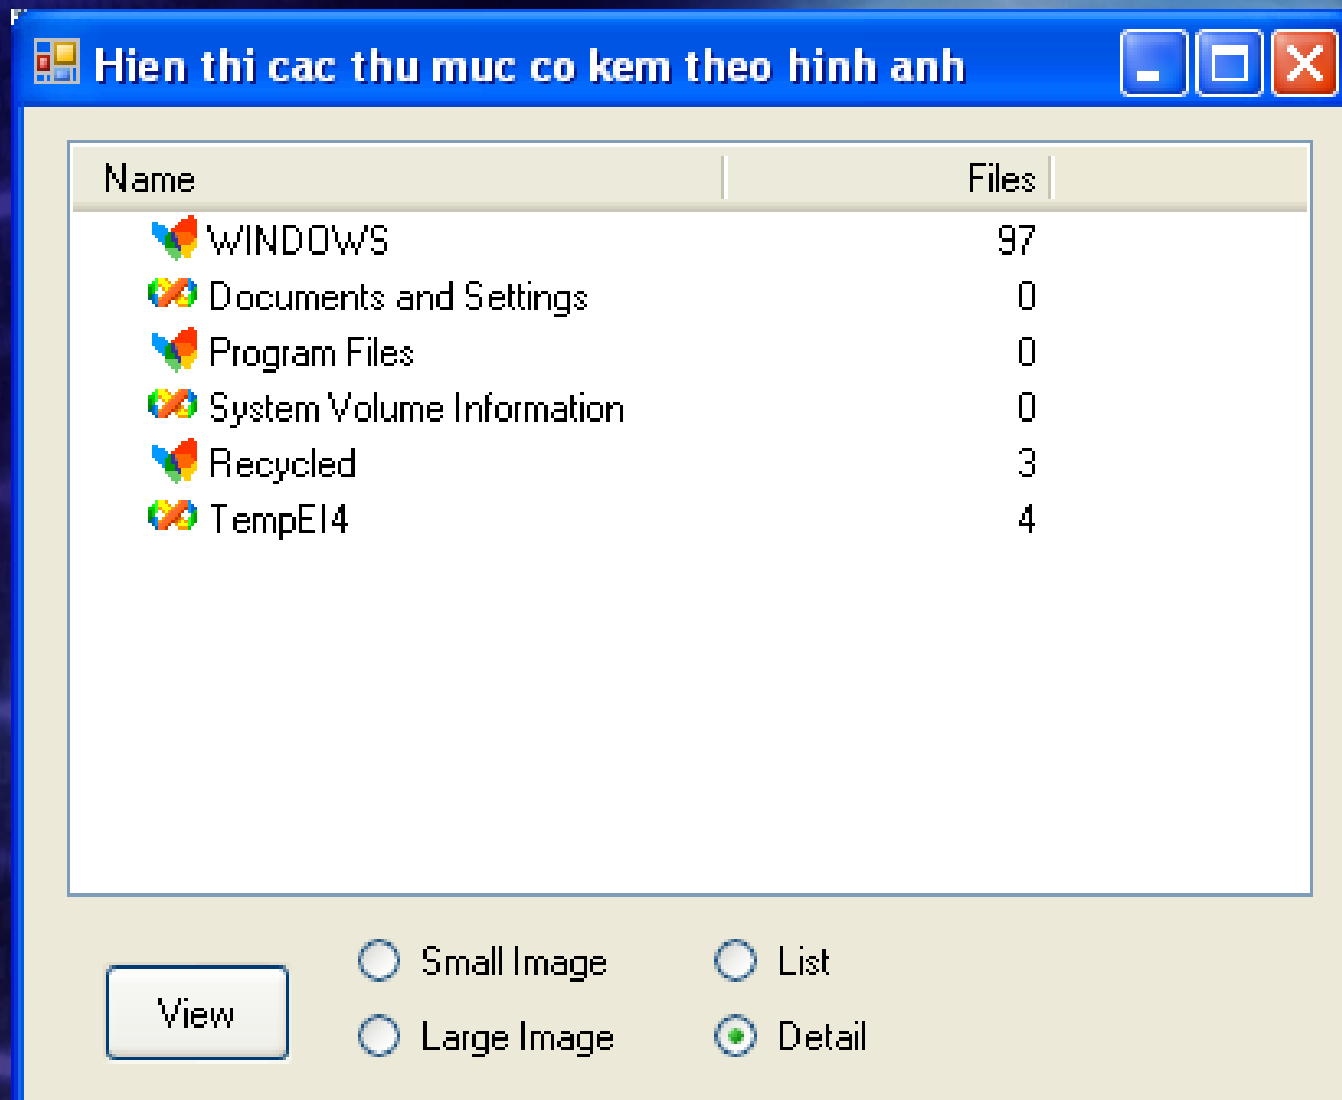 Hien thi cac thu muc co kem theo hinh anh
Name Files
WINDOWS 97
Documents and Settings 0
Program Files 0
System Volume Information 0
Recycled 3
TempEI4 4
Small Image List
View
Large Image Detail